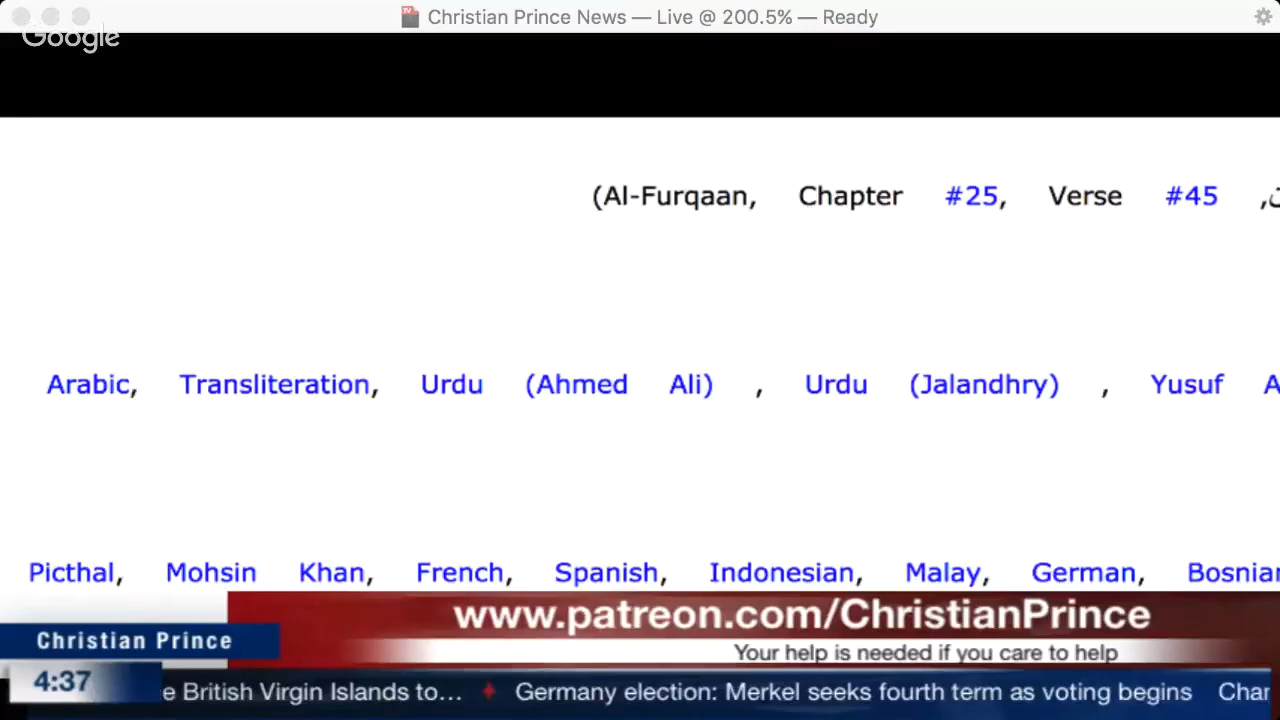 Christian Prince News — Live @ 200.5% — Ready
Google
(Al-Furqaan, Chapter #25, Verse #45
Arabic, Transliteration, Urdu (Ahmed Ali) , Urdu (Jalandhry) , Yusuf
Picthal, Mohsin Khan, French, Spanish, Indonesian, Malay, German,
www.patreon.com/ChristianPrince
Christian Prince
Your help is needed if you care to help
4:37
British Virgin Islands to... ♦ Germany election: Merkel seeks fourth term as voting begins